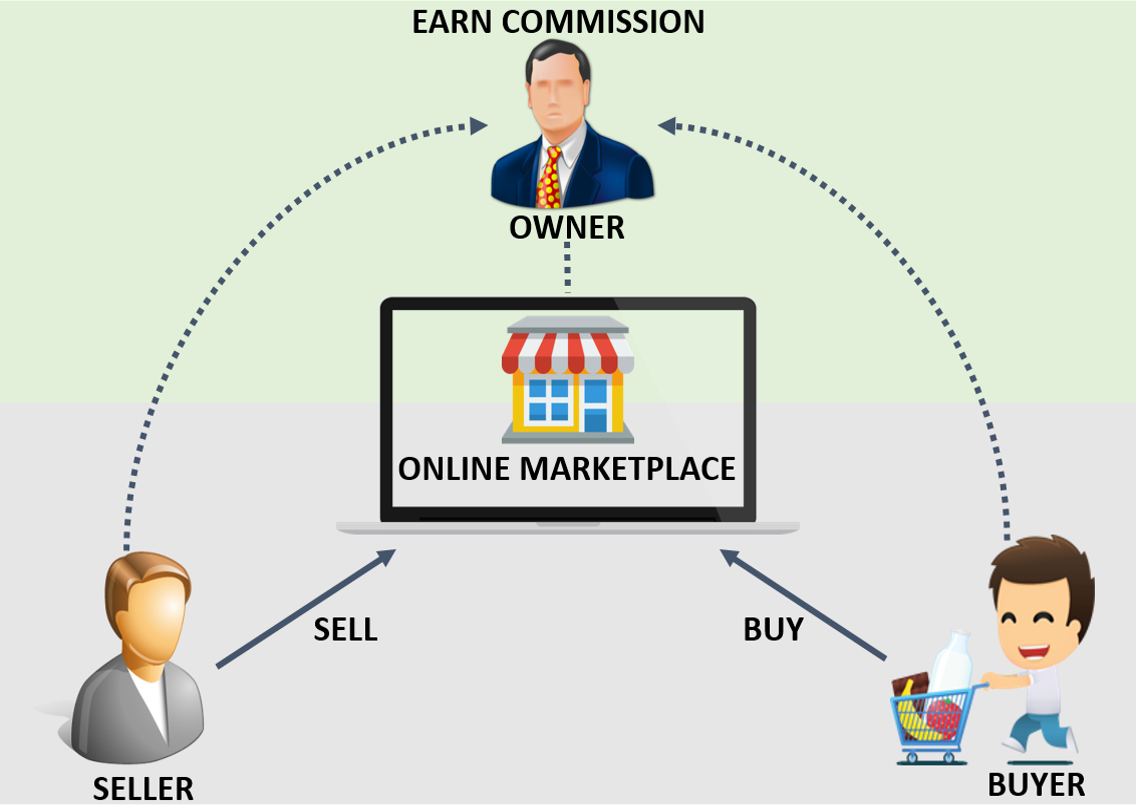 EARN COMMISSION
OWNER
ONLINE MARKETPLACE
SELL
BUY
SELLER
BUYER